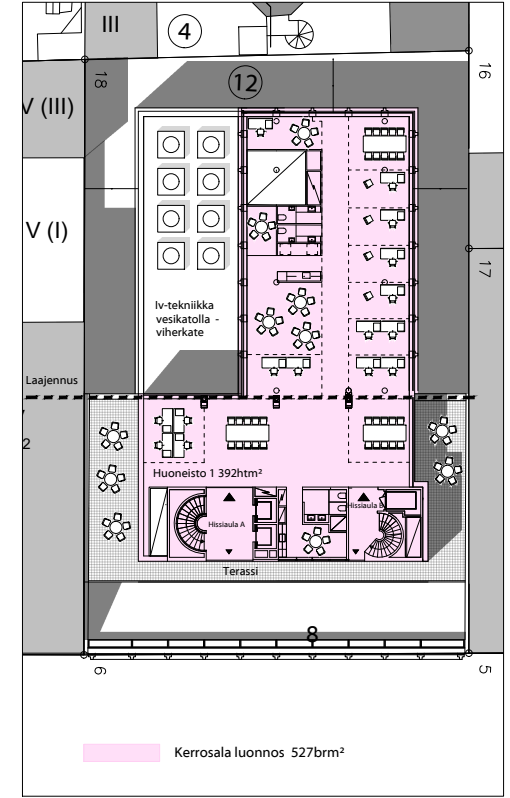 III
4
16
18
12
V (III)
17
V (I)
Iv-tekniikka
vesikatolla -
viherkate
Laajennus
2
Huoneisto 1 392htm²
Hissiaula A
Hissiaula B
Terassi
8
6
5
Kerrosala luonnos 527brm²